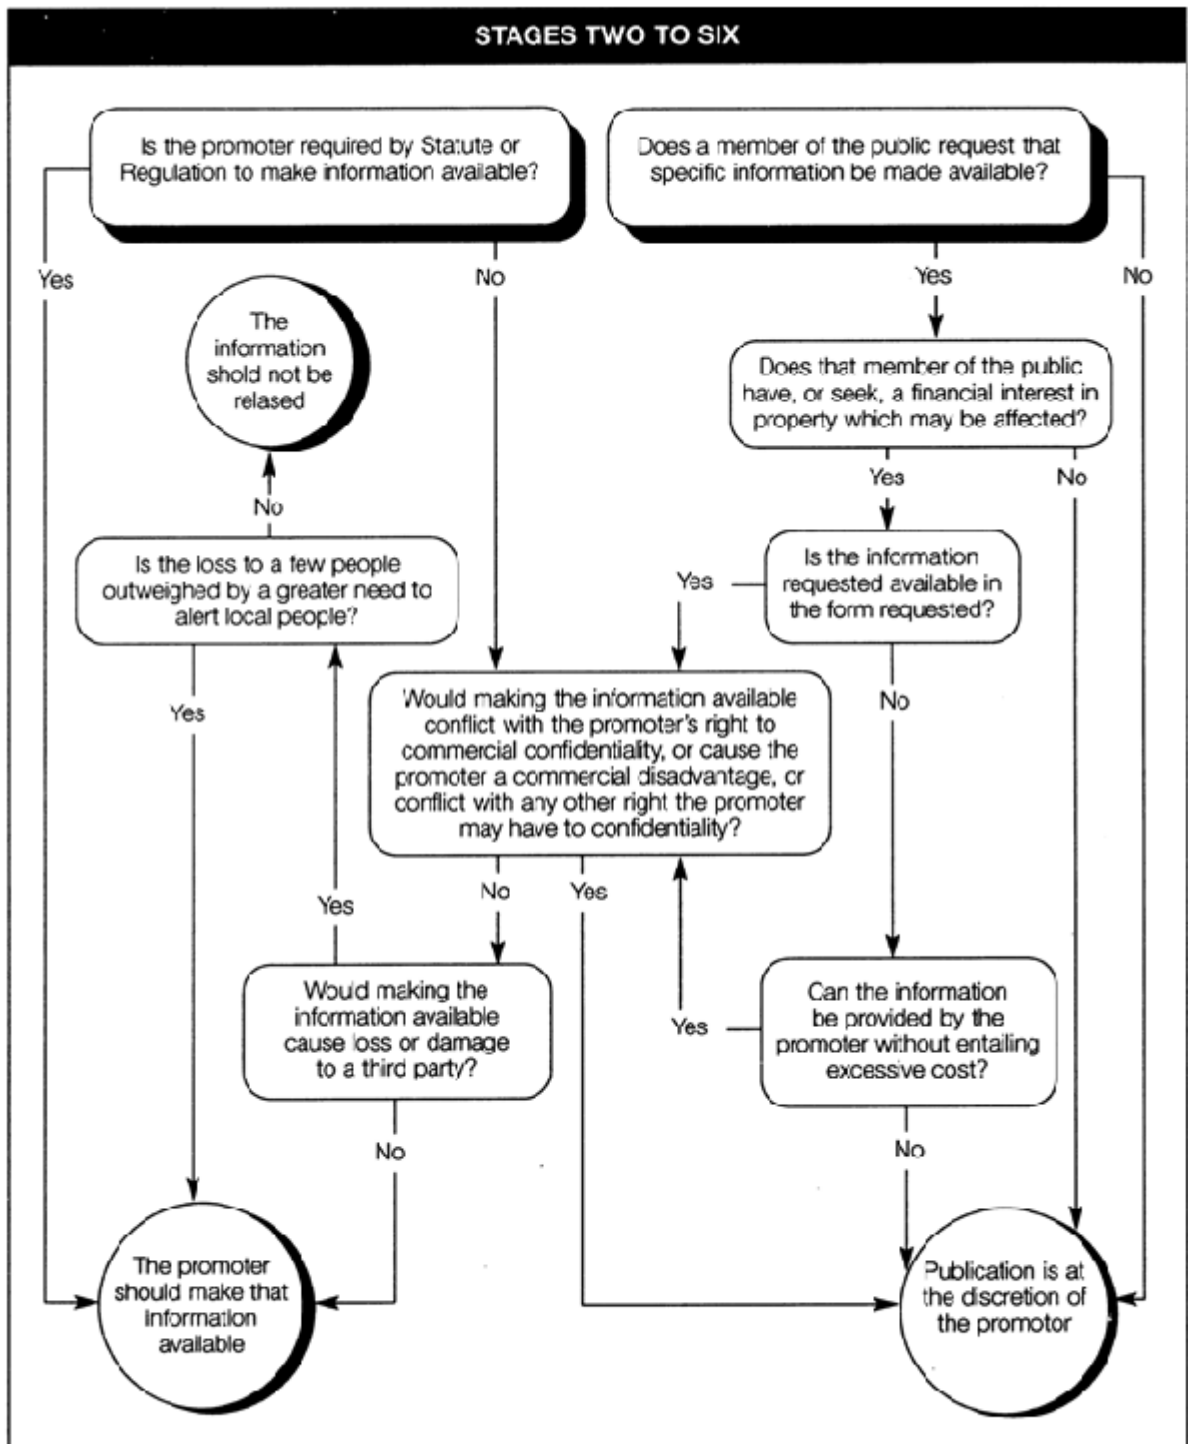 STAGES TWO TO SIX
Is the promoter required by Statute or
Regulation to make information available?
Does a member of the public request that
specific information be made available?
Yes
No
Yes
No
The
information
shold not be
relased
Does that member of the public
have, or seek, a financial interest in
property which may be affected?
Yes
No
No
Is the loss to a few people
outweighed by a greater need to
alert local people?
Yes
Is the information
requested available in
the form requested?
Yes
No
Would making the information available
conflict with the promoter's right to
commercial confidentiality, or cause the
promoter a commercial disadvantage, or
conflict with any other right the promoter
may have to confidentiality?
No
Yes
Yes
Would making the
information available
cause loss or damage
to a third party?
Yes
Can the information
be provided by the
promoter without entailing
excessive cost?
No
No
The promoter
should make that
information
available
Publication is at
the discretion of
the promotor